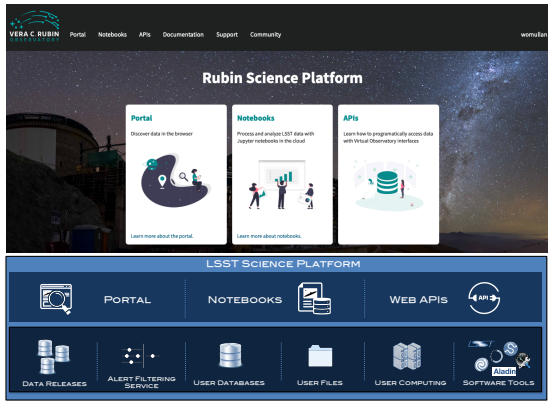 VERA C. RUBIN
OBSERVATORY
Portal
Notebooks
APIs
Documentation
Support
Community
womullan
Rubin Science Platform
Portal
Discover data in the browser
Learn more about the portal.
Notebooks
Process and analyze LSST data with
Jupyter notebooks in the cloud
Learn more about notebooks.
APIs
Learn how to programatically access data
with Virtual Observatory interfaces
LSST SCIENCE PLATFORM
PORTAL
NOTEBOOKS
WEB APIS
API
DATA RELEASES
ALERT FILTERING
SERVICE
USER DATABASES
USER FILES
USER COMPUTING
Aladin
SOFTWARE TOOLS